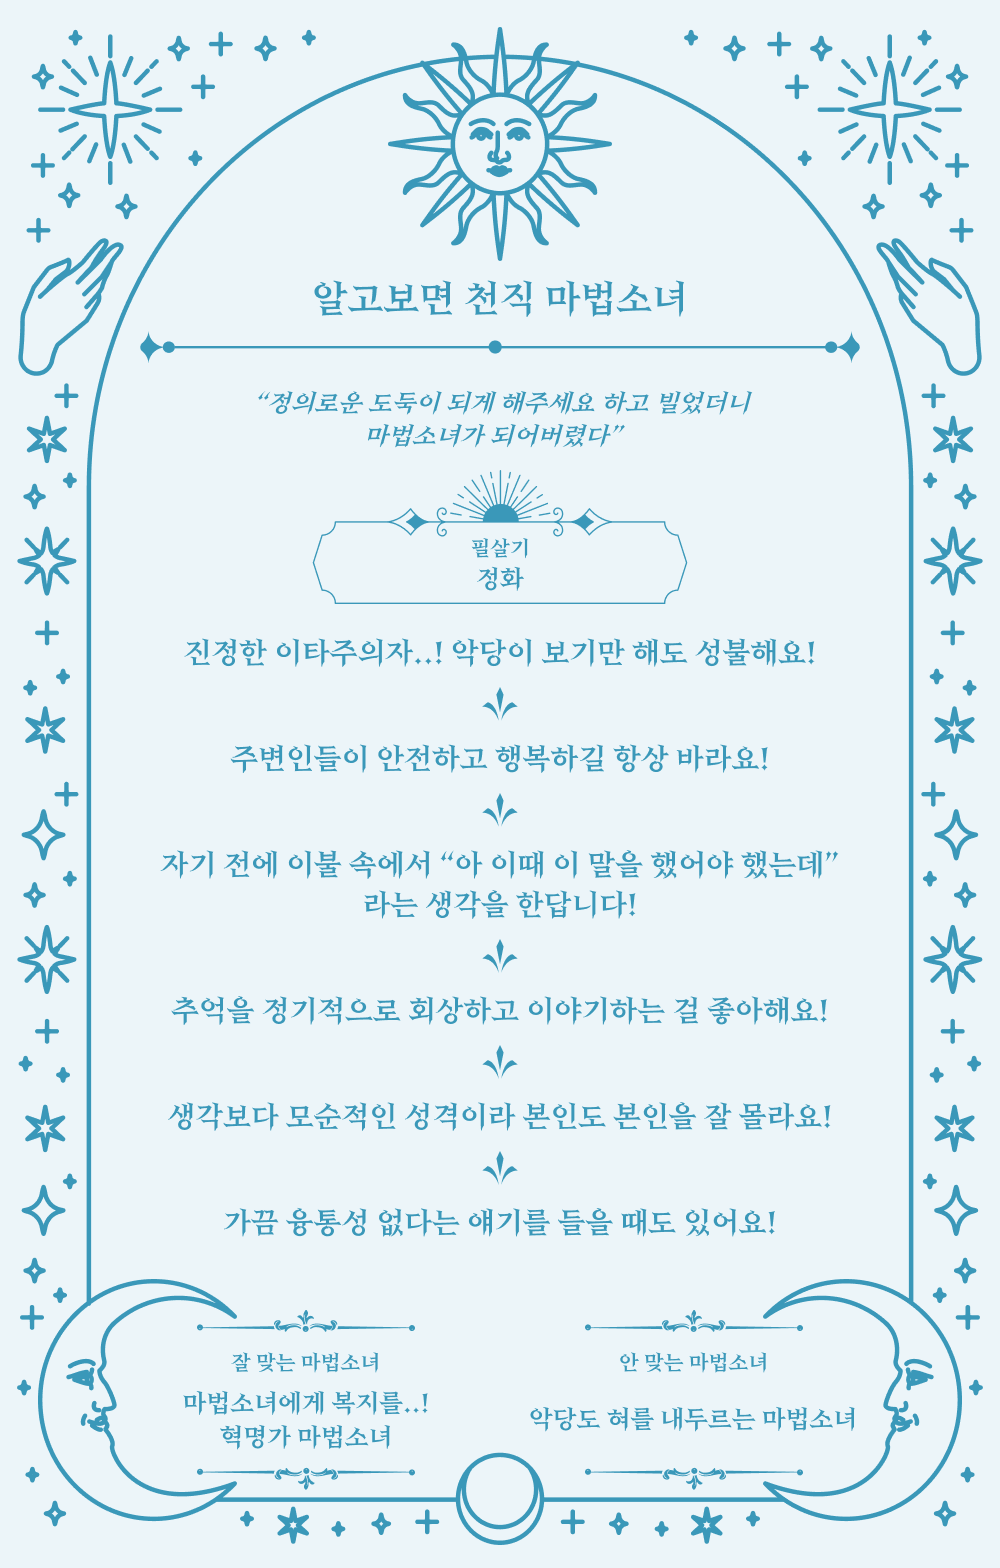 알고보면 천직 마법소녀
“정의로운 도둑이 되게 해주세요 하고 빌었더니
마법소녀가 되어버렸다”
필살기
정화
진정한 이타주의자..! 악당이 보기만 해도 성불해요!
주변인들이 안전하고 행복하길 항상 바라요!
자기 전에 이불 속에서 “아 이때 이 말을 했어야 했는데”
라는 생각을 한답니다!
추억을 정기적으로 회상하고 이야기하는 걸 좋아해요!
생각보다 모순적인 성격이라 본인도 본인을 잘 몰라요!
가끔 융통성 없다는 얘기를 들을 때도 있어요!
잘 맞는 마법소녀
마법소녀에게 복지를..!
혁명가 마법소녀
안 맞는 마법소녀
악당도 혀를 내두르는 마법소녀